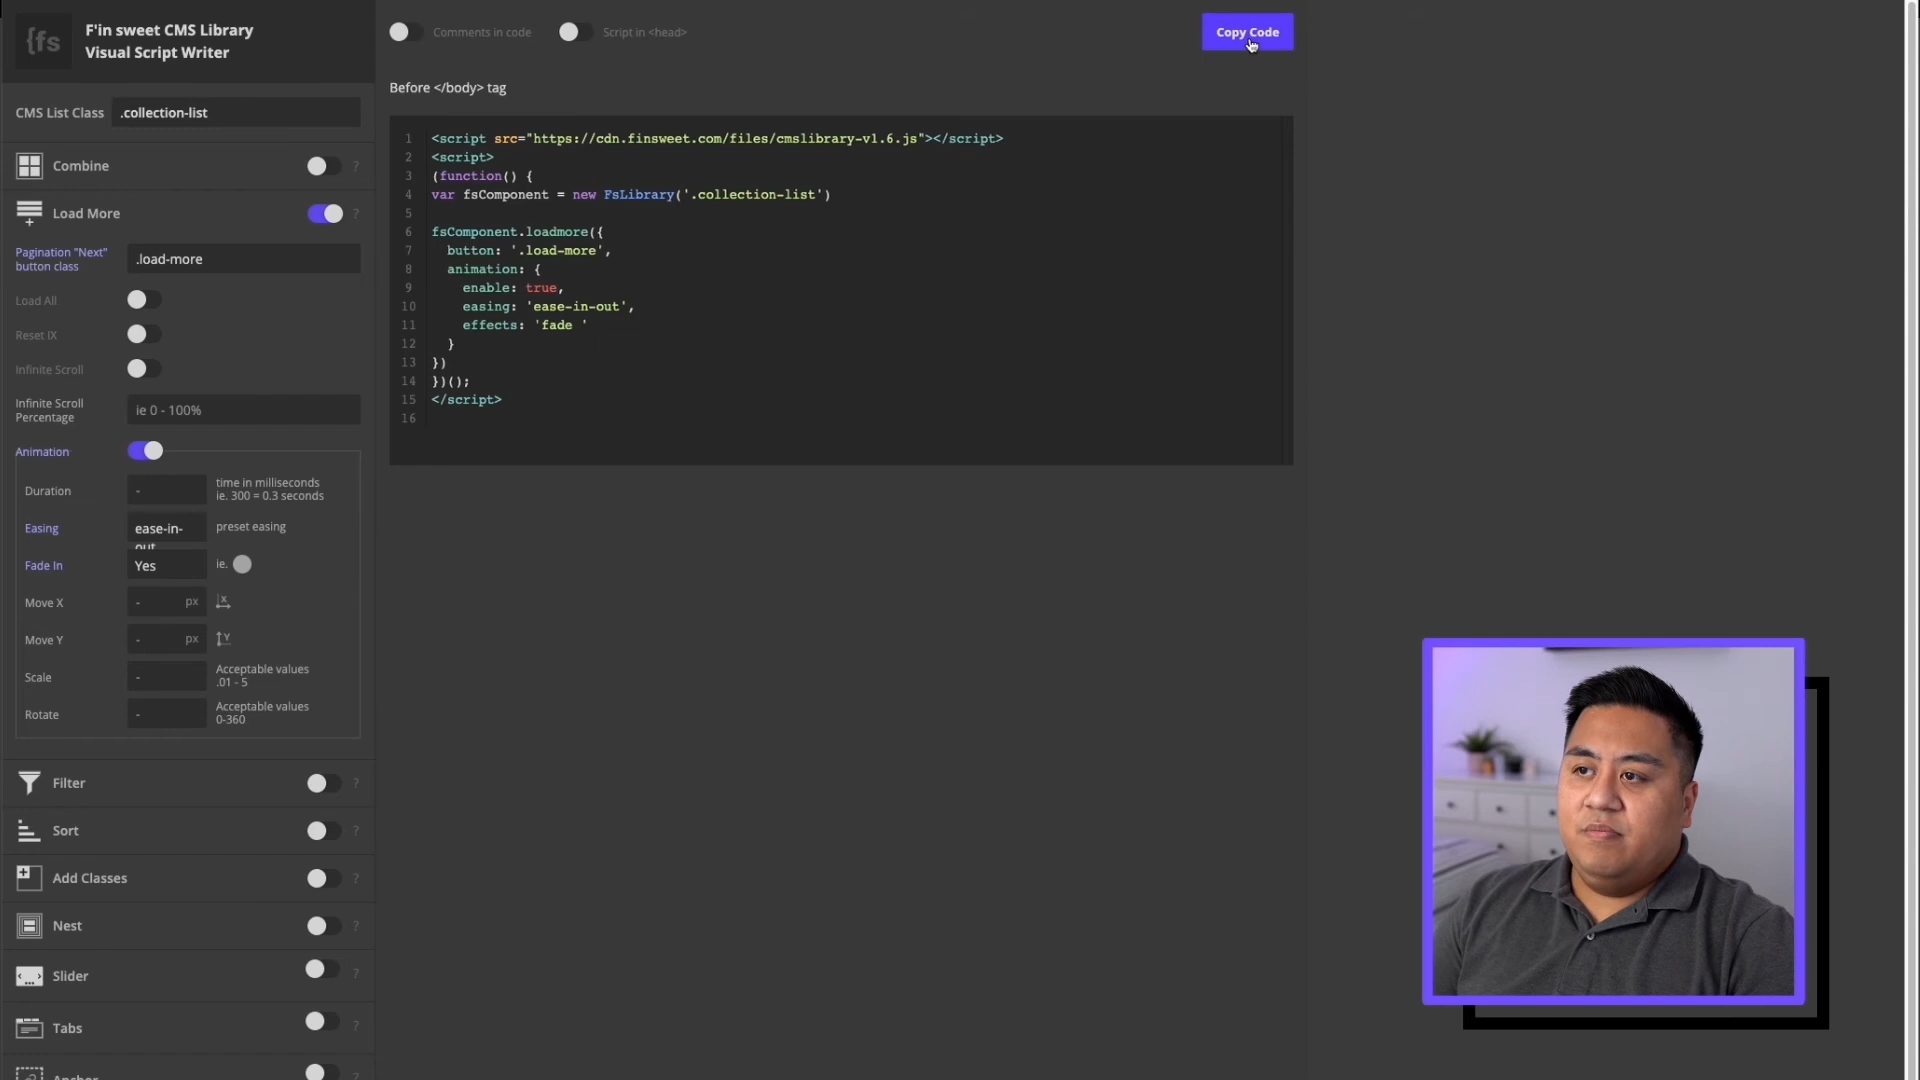 {fs
F'in sweet CMS Library
Visual Script Writer
CMS List Class
.collection-list
Combine
?
Load More
?
Pagination "Next"
button class
.load-more
Load All
Reset IX
Infinite Scroll
Infinite Scroll
Percentage
ie 0 - 100%
Animation
Duration
-
time in milliseconds
ie. 300 = 0.3 seconds
Easing
ease-in-
out
preset easing
Fade In
Yes
ie.
Move X
-
px
X
Move Y
-
px
Y
Scale
-
Acceptable values
.01 - 5
Rotate
-
Acceptable values
0-360
Filter
?
Sort
?
Add Classes
?
Nest
?
Slider
?
Tabs
?
Anchor
?
Comments in code
Script in <head>
Copy Code
Before </body> tag
1 <script src="https://cdn.finsweet.com/files/cmslibrary-v1.6.js"></script>
2 <script>
3 (function() {
4 var fsComponent = new FsLibrary('.collection-list')
5
6 fsComponent.loadmore({
7 button: '.load-more',
8 animation: {
9 enable: true,
10 easing: 'ease-in-out',
11 effects: 'fade '
12 }
13 })
14 })();
15 </script>
16